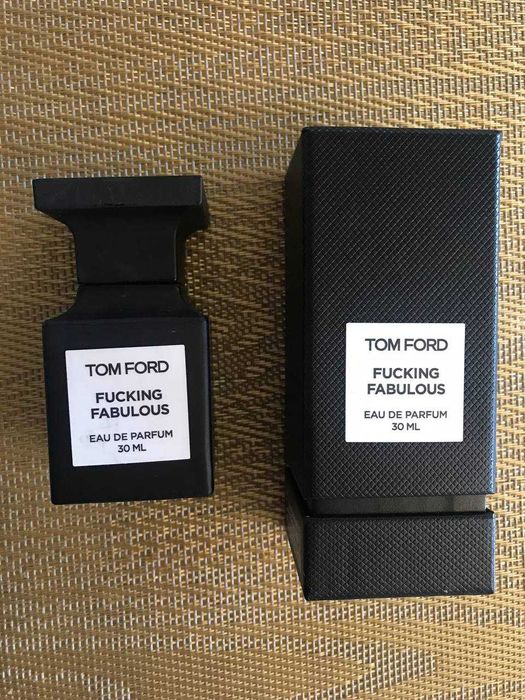 TOM FORD
FUCKING
FABULOUS
EAU DE PARFUM
30 ML
TOM FORD
FUCKING
FABULOUS
EAU DE PARFUM
30 ML